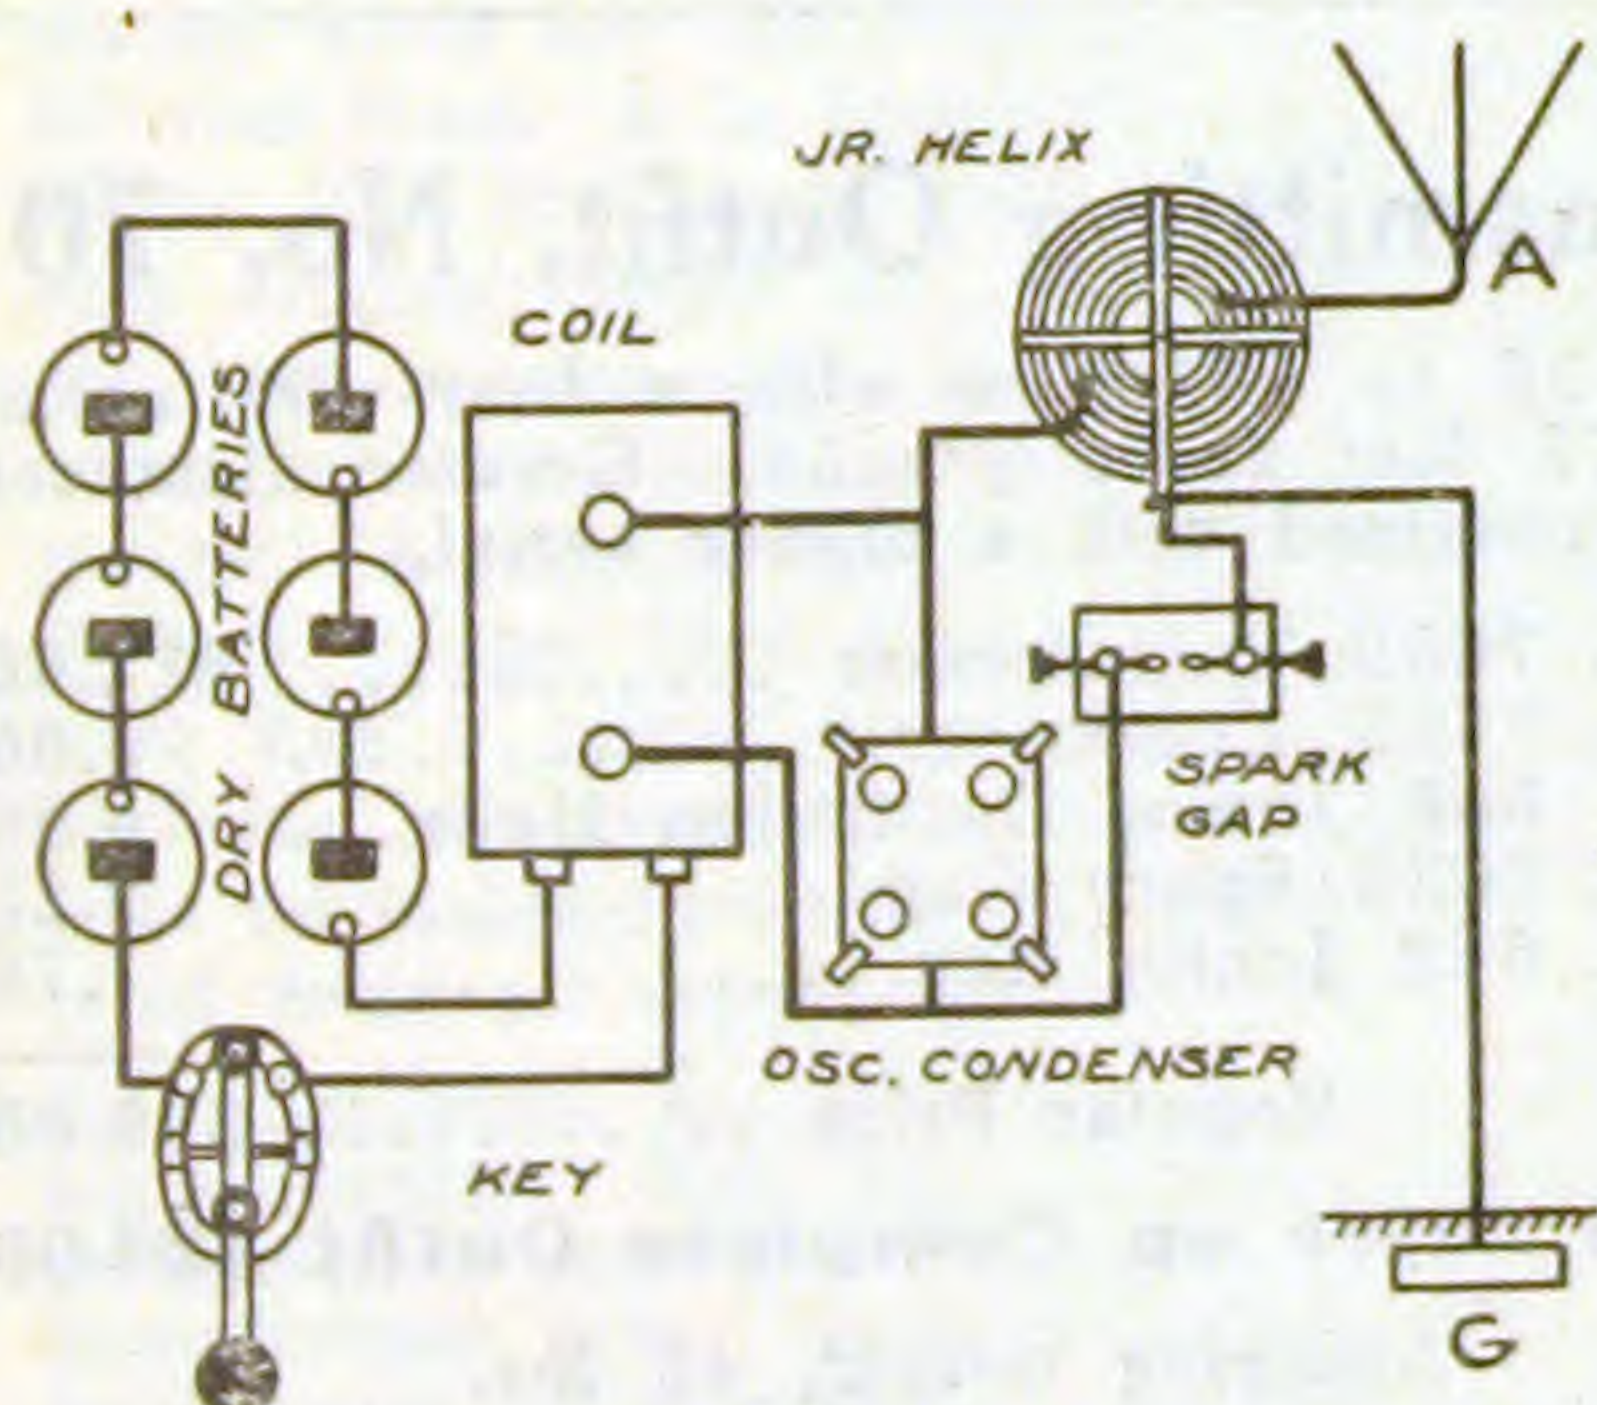 JR. HELIX
A
COIL
DRY BATTERIES
SPARK
GAP
OSC. CONDENSER
KEY
G